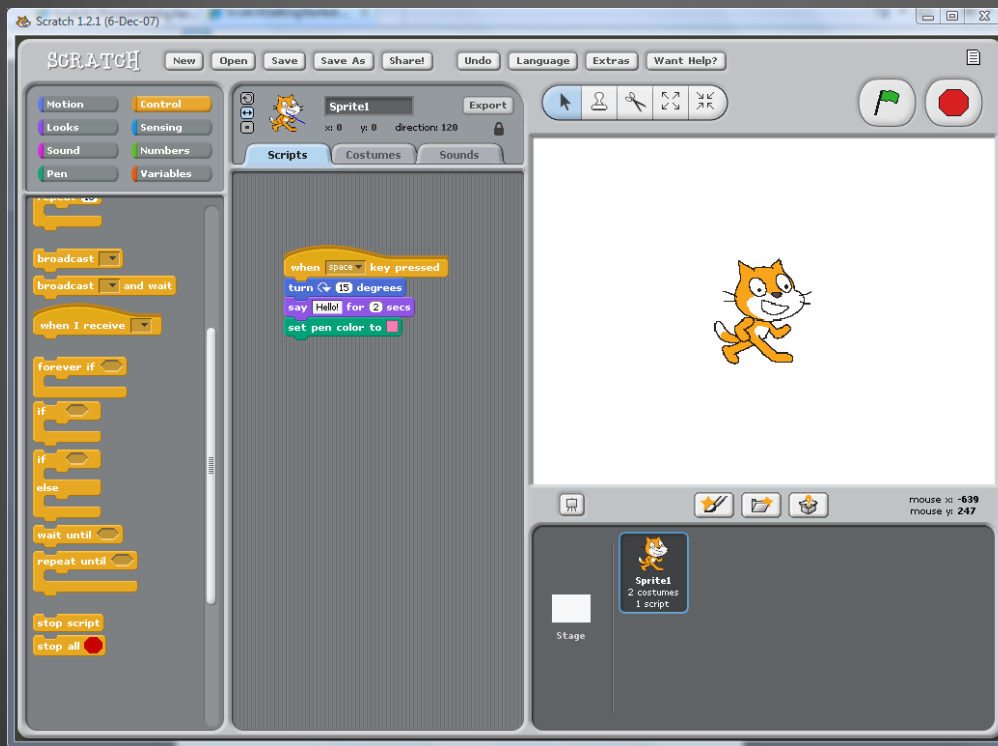 Scratch 1.2.1 (6-Dec-07)
SCRATCH New Open Save Save As Share! Undo Language Extras Want Help?
Motion Control
Looks Sensing
Sound Numbers
Pen Variables
Sprite1 Export
x: 0 y: 0 direction: 120
Scripts Costumes Sounds
repeat 10
broadcast
broadcast and wait
when I receive
forever if
if
if
else
wait until
repeat until
stop script
stop all
when space key pressed
turn 15 degrees
say Hello! for 2 secs
set pen color to
mouse x: -639
mouse y: 247
Sprite1
2 costumes
1 script
Stage